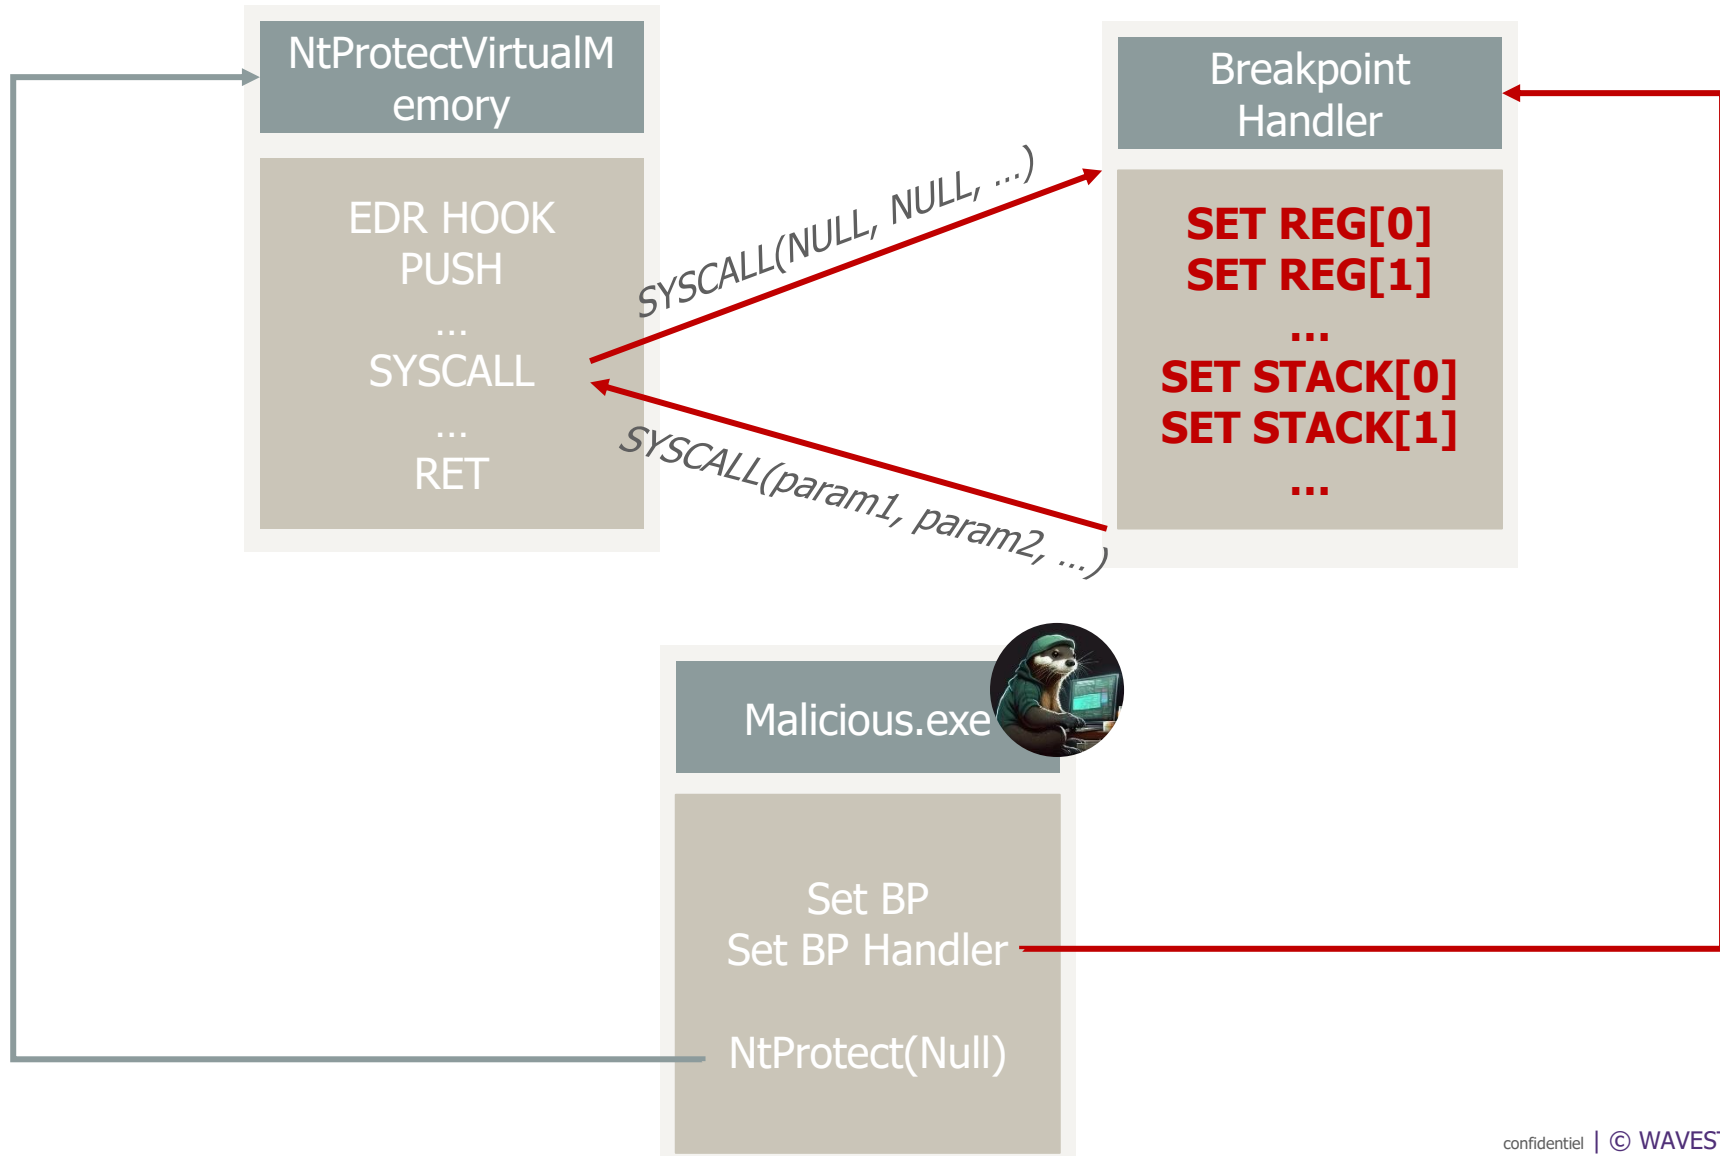 NtProtectVirtualM
emory
EDR HOOK
PUSH
...
SYSCALL
...
RET
SYSCALL(NULL, NULL, ...)
SYSCALL(param1, param2, ...)
Breakpoint
Handler
SET REG[0]
SET REG[1]
...
SET STACK[0]
SET STACK[1]
...
Malicious.exe
Set BP
Set BP Handler
NtProtect(Null)
confidentiel | © WAVEST